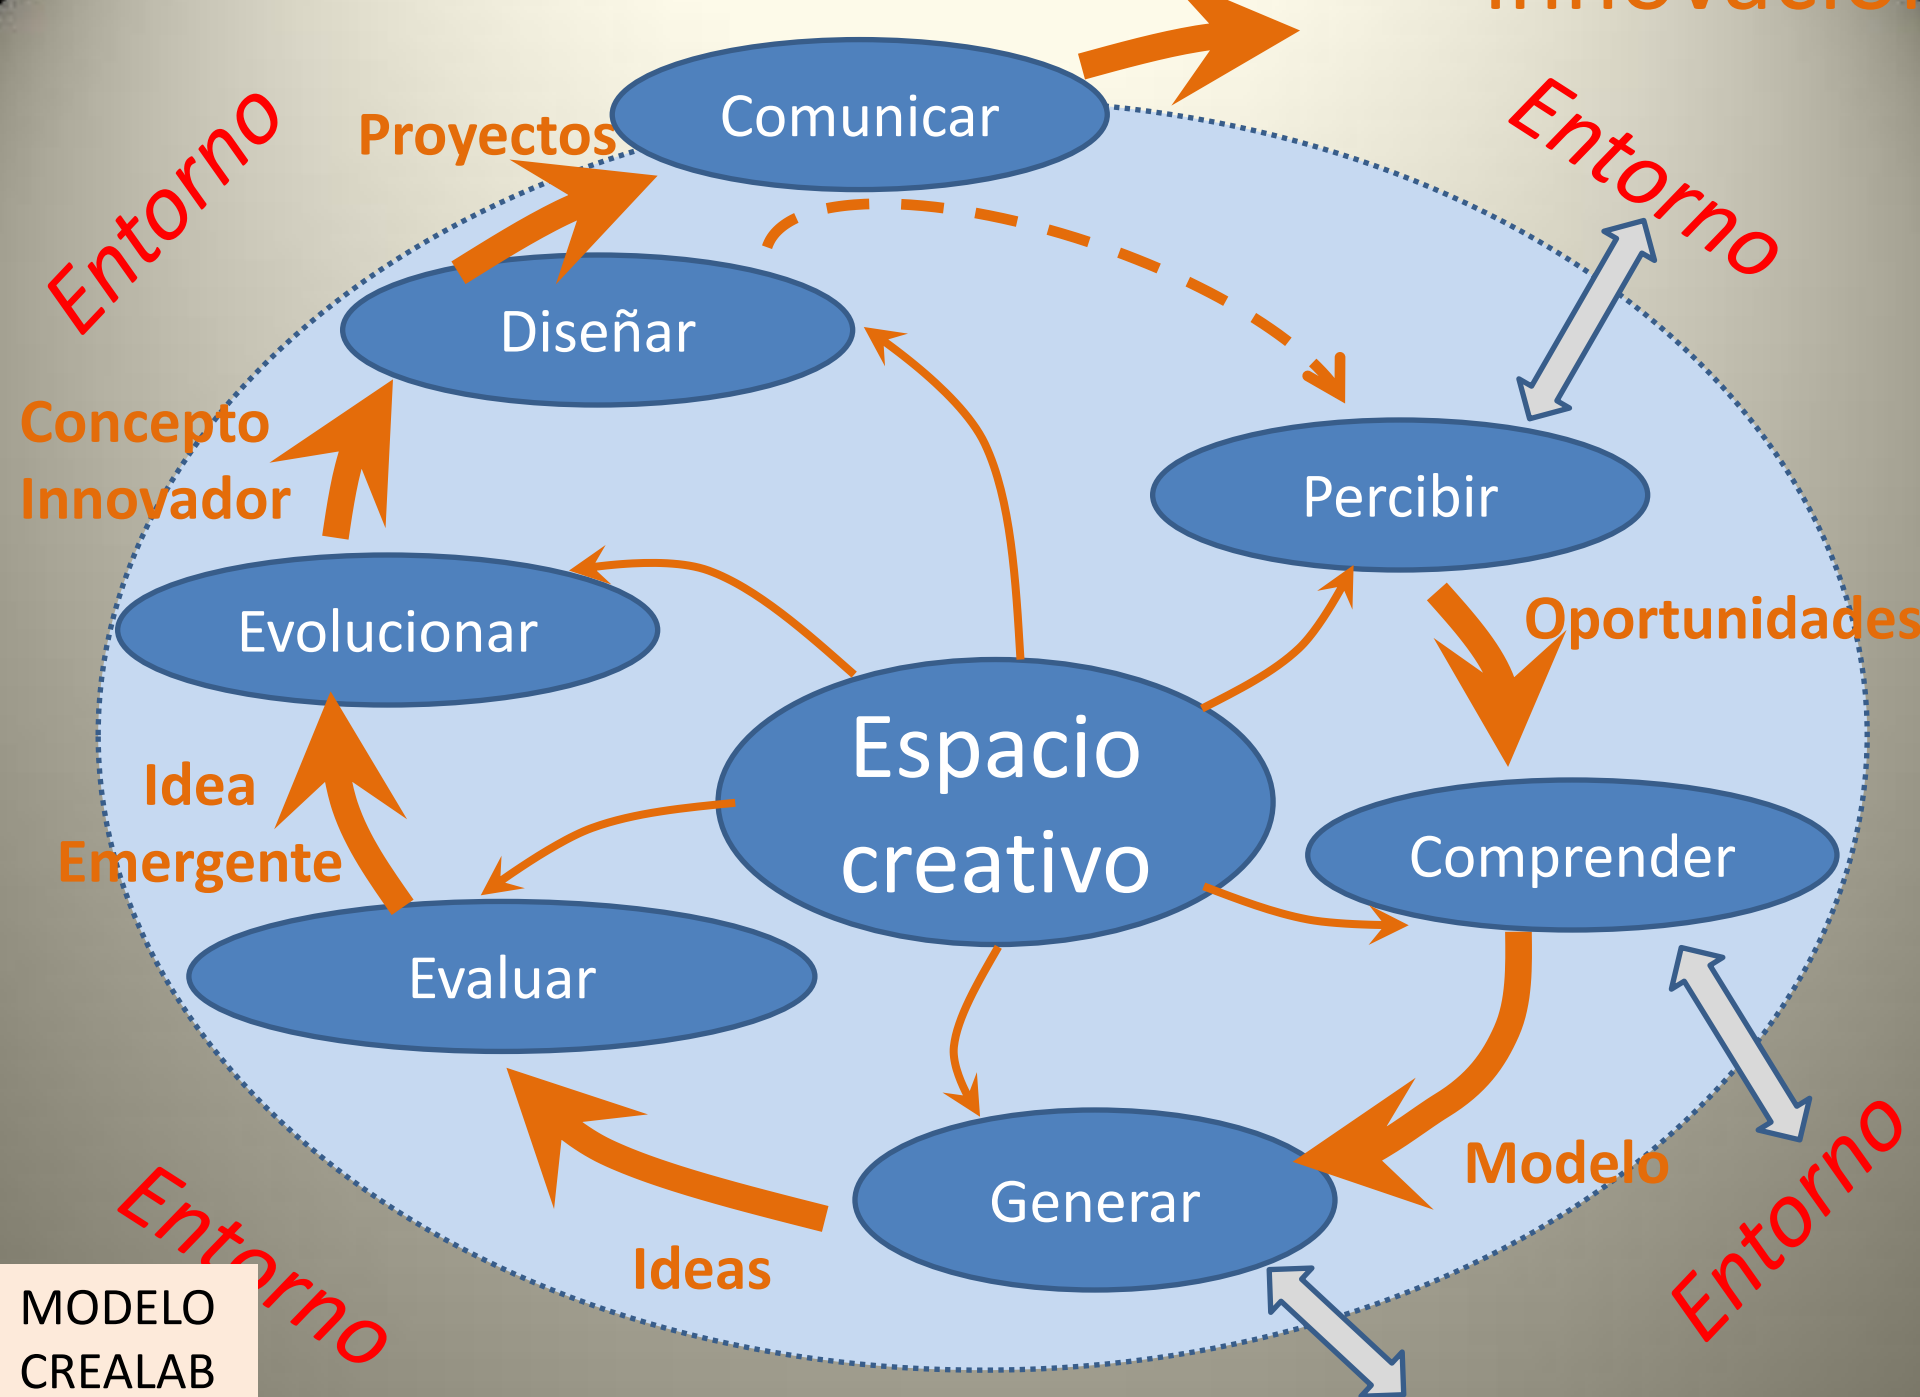 Innovación
Comunicar
Proyectos
Entorno
Entorno
Diseñar
Concepto
Innovador
Percibir
Oportunidades
Evolucionar
Espacio
creativo
Idea
Emergente
Comprender
Evaluar
Modelo
Generar
Ideas
Entorno
Entorno
MODELO
CREALAB